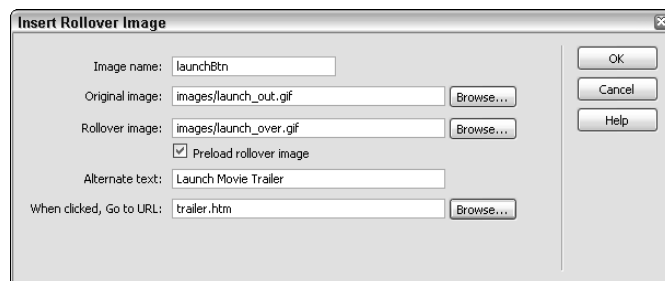 Insert Rollover Image
Image name: launchBtn
OK
Original image: images/launch_out.gif Browse...
Cancel
Rollover image: images/launch_over.gif Browse...
Help
Preload rollover image
Alternate text: Launch Movie Trailer
When clicked, Go to URL: trailer.htm Browse...